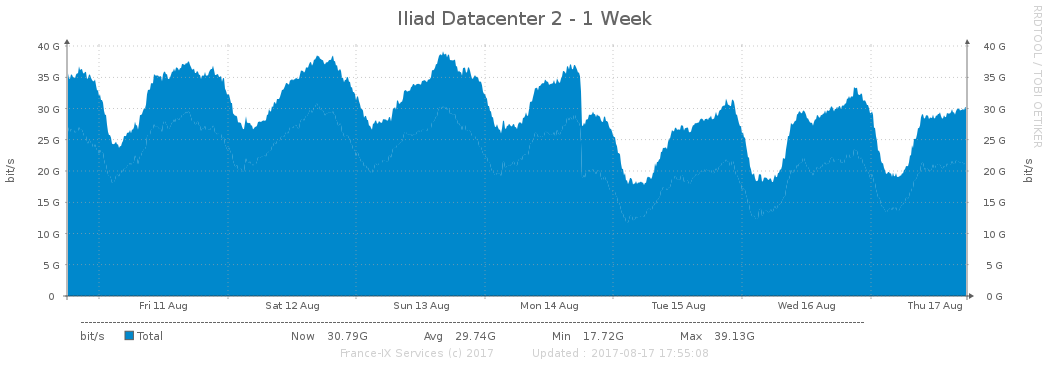 Iliad Datacenter 2 - 1 Week
RRDTOOL / TOBI OETIKER
40 G 40 G
35 G 35 G
30 G 30 G
25 G 25 G
20 G 20 G
15 G 15 G
10 G 10 G
5 G 5 G
0 0 G
bit/s bit/s
Fri 11 Aug Sat 12 Aug Sun 13 Aug Mon 14 Aug Tue 15 Aug Wed 16 Aug Thu 17 Aug
bit/s Total Now 30.79G Avg 29.74G Min 17.72G Max 39.13G
France-IX Services (c) 2017 Updated : 2017-08-17 17:55:08